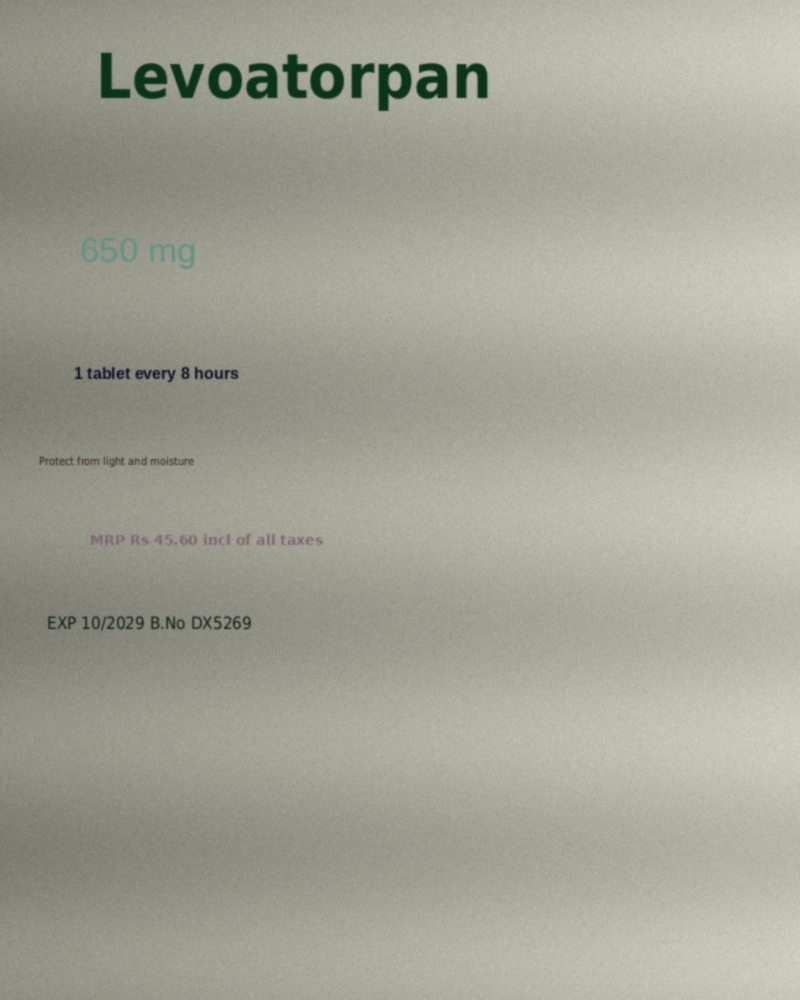 Levoatorpan
650 mg
1 tablet every 8 hours
Protect from light and moisture
MRP Rs 45.60 incl of all taxes
EXP 10/2029 B.No DX5269